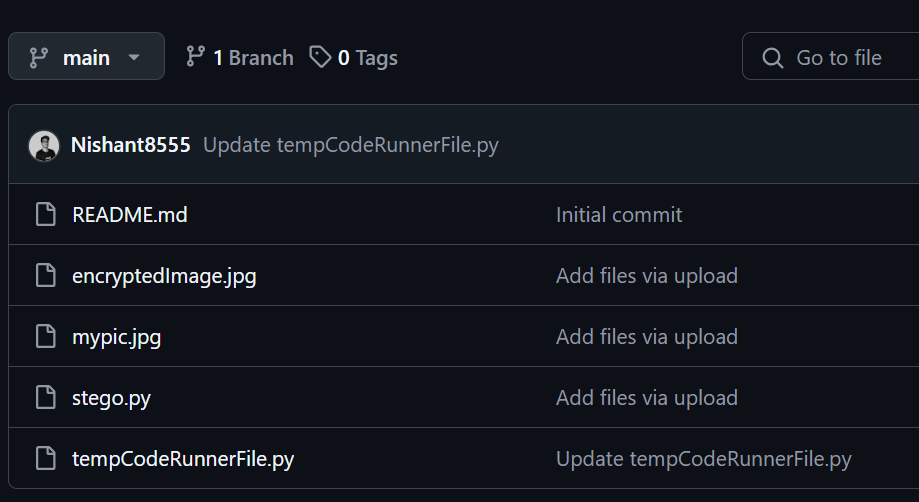 main 1 Branch 0 Tags Go to file
Nishant8555 Update tempCodeRunnerFile.py
README.md Initial commit
encryptedImage.jpg Add files via upload
mypic.jpg Add files via upload
stego.py Add files via upload
tempCodeRunnerFile.py Update tempCodeRunnerFile.py